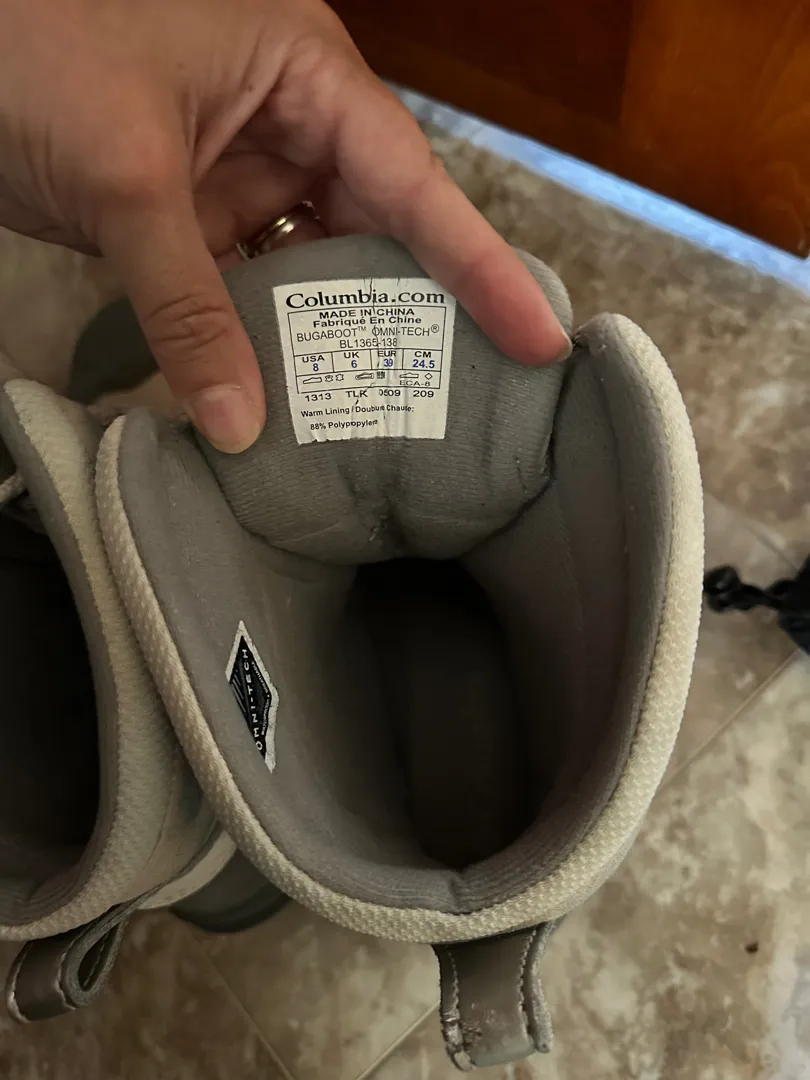 Columbia.com
MADE IN CHINA
Fabriqué En Chine
BUGABOOT™ OMNI-TECH®
BL1365-138
USA UK EUR CM
8 6 39 24.5
ECA-8
1313 TLK 0509 209
Warm Lining / Doublure Chaude:
88% Polypropylene
OMNI-TECH